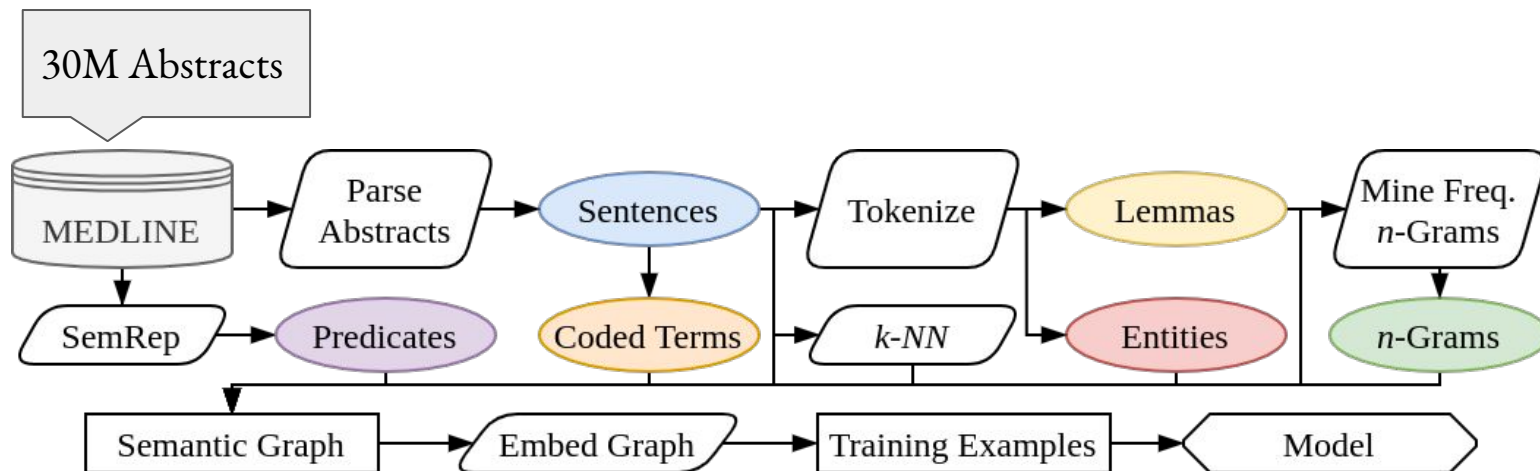 30M Abstracts
MEDLINE
Parse
Abstracts
Sentences
Tokenize
Lemmas
Mine Freq.
n-Grams
SemRep
Predicates
Coded Terms
k-NN
Entities
n-Grams
Semantic Graph
Embed Graph
Training Examples
Model